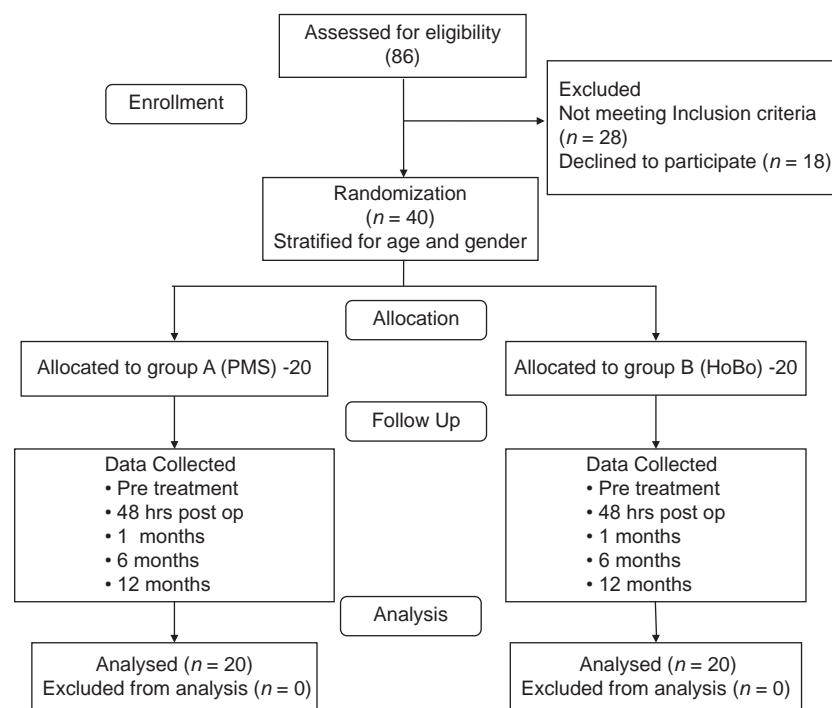 Assessed for eligibility
(86)
Enrollment
Excluded
Not meeting Inclusion criteria
(n = 28)
Declined to participate (n = 18)
Randomization
(n = 40)
Stratified for age and gender
Allocation
Allocated to group A (PMS) -20
Allocated to group B (HoBo) -20
Follow Up
Data Collected
• Pre treatment
• 48 hrs post op
• 1 months
• 6 months
• 12 months
Data Collected
• Pre treatment
• 48 hrs post op
• 1 months
• 6 months
• 12 months
Analysis
Analysed (n = 20)
Excluded from analysis (n = 0)
Analysed (n = 20)
Excluded from analysis (n = 0)